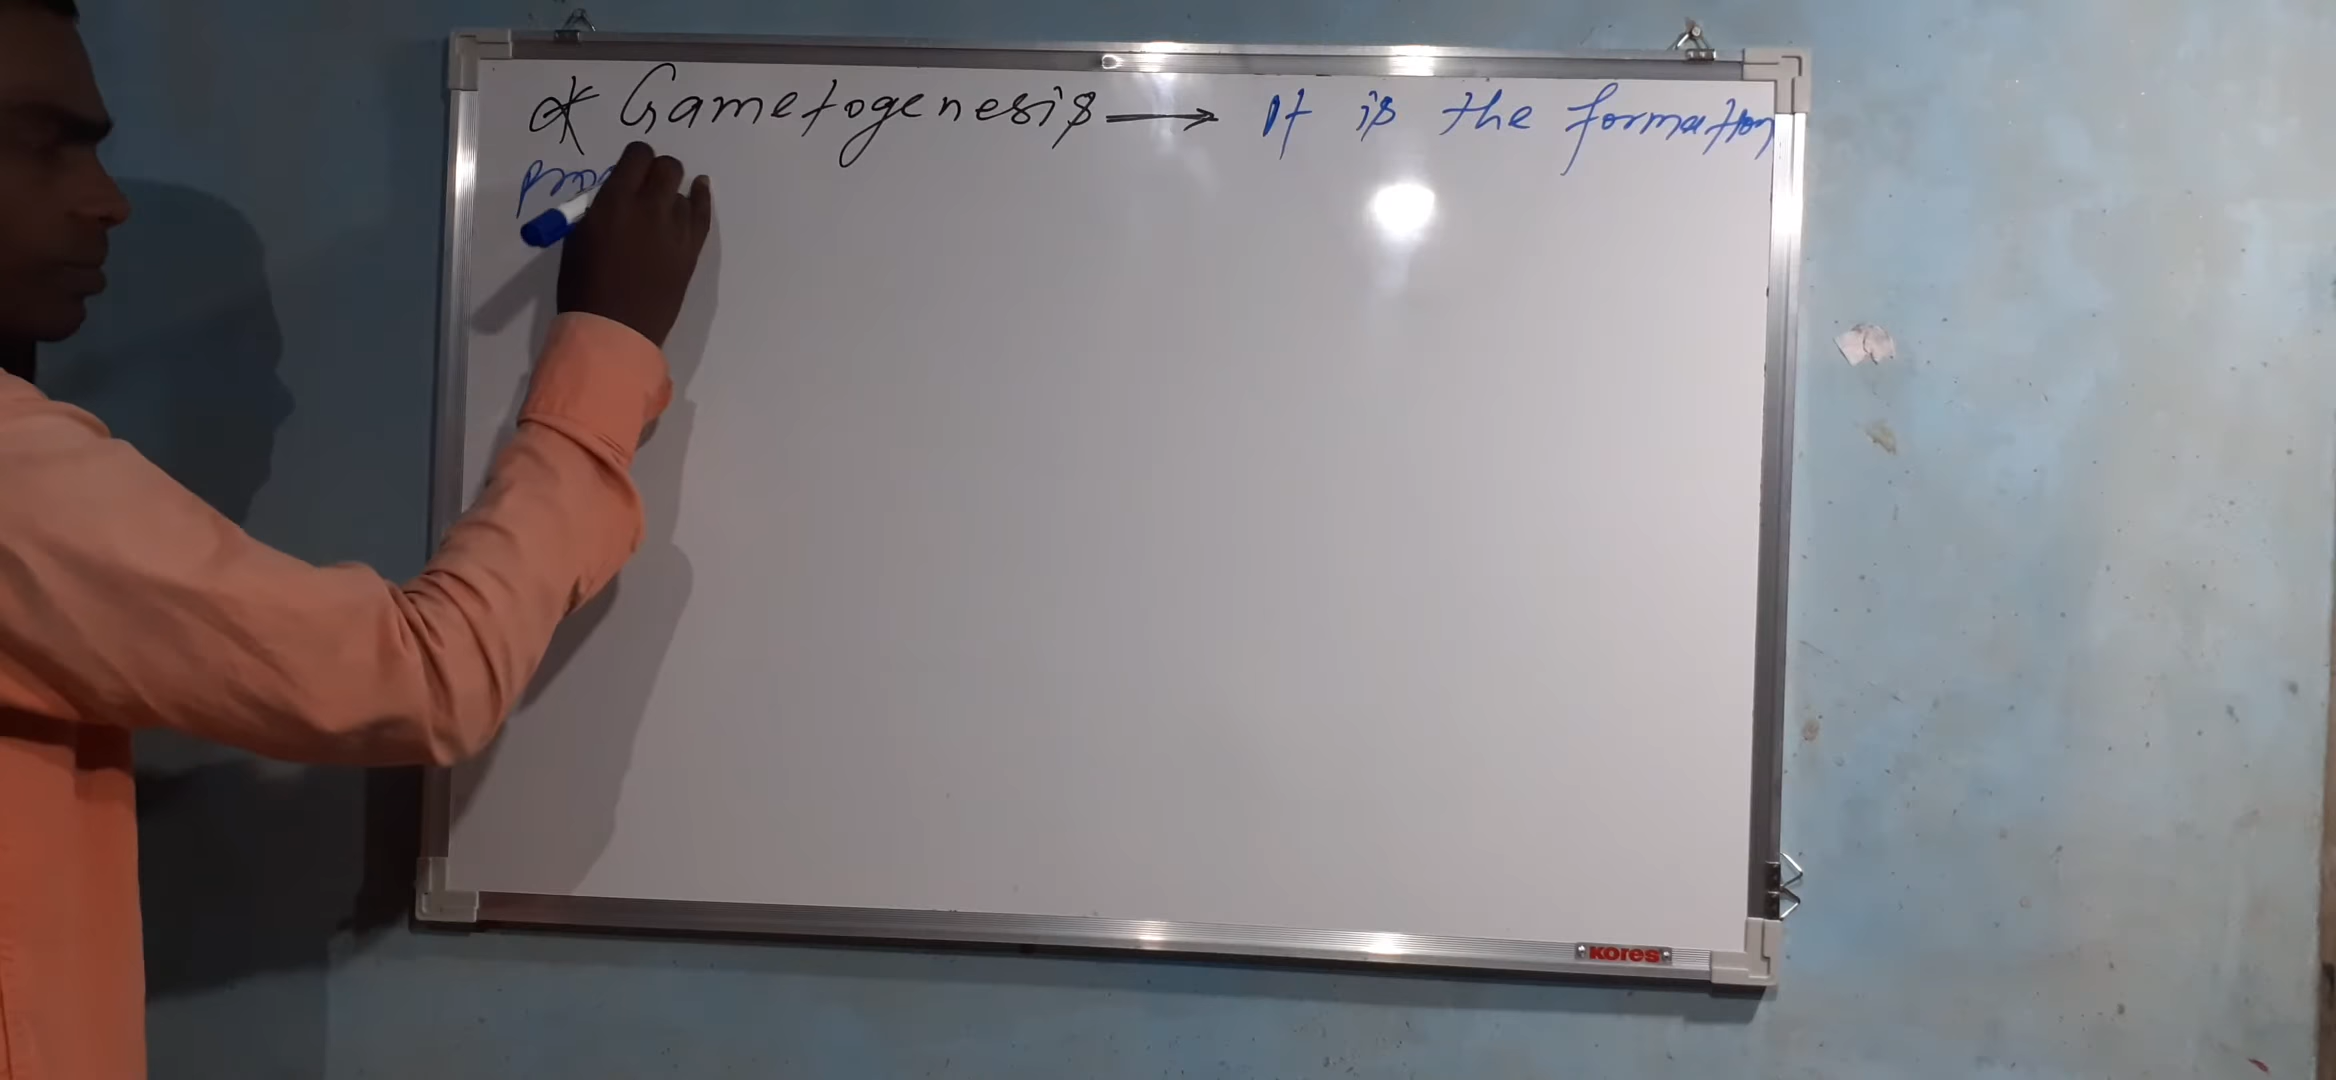 * Gametogenesis → It is the formation
kores